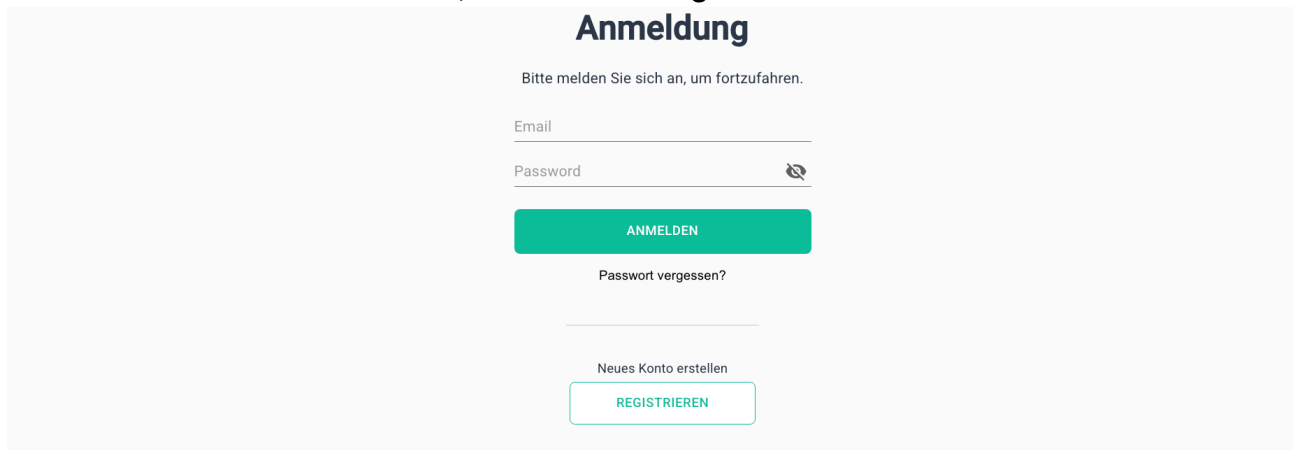 Anmeldung
Bitte melden Sie sich an, um fortzufahren.
Email
Password
ANMELDEN
Passwort vergessen?
Neues Konto erstellen
REGISTRIEREN